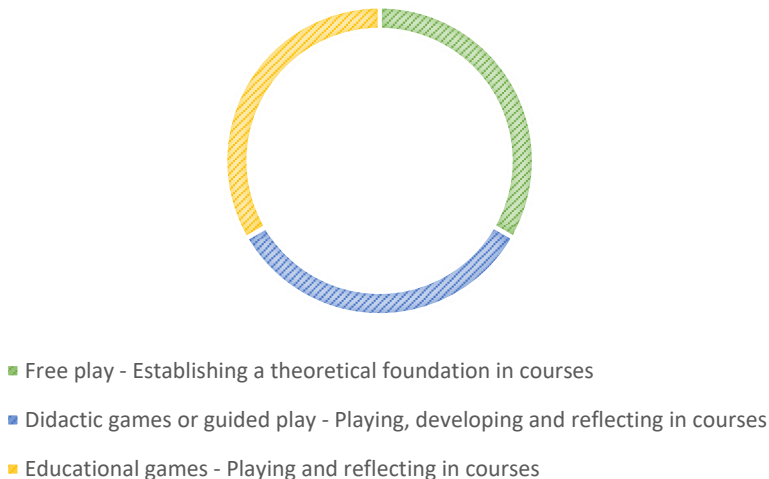 Free play - Establishing a theoretical foundation in courses
Didactic games or guided play - Playing, developing and reflecting in courses
Educational games - Playing and reflecting in courses